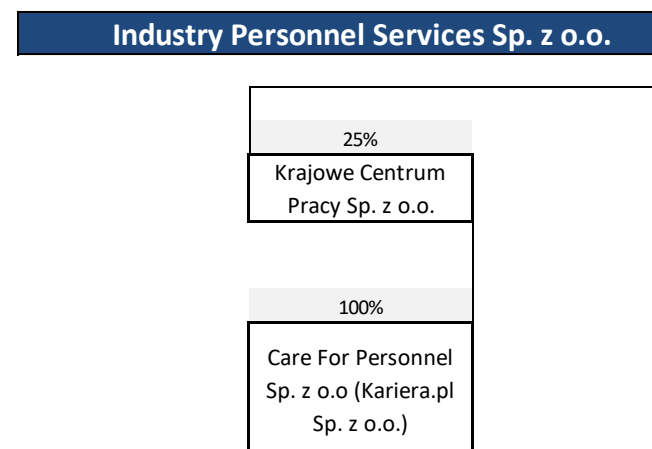 Industry Personnel Services Sp. z o.o.
25%
Krajowe Centrum
Pracy Sp. z o.o.
100%
Care For Personnel
Sp. z o.o (Kariera.pl
Sp. z o.o.)